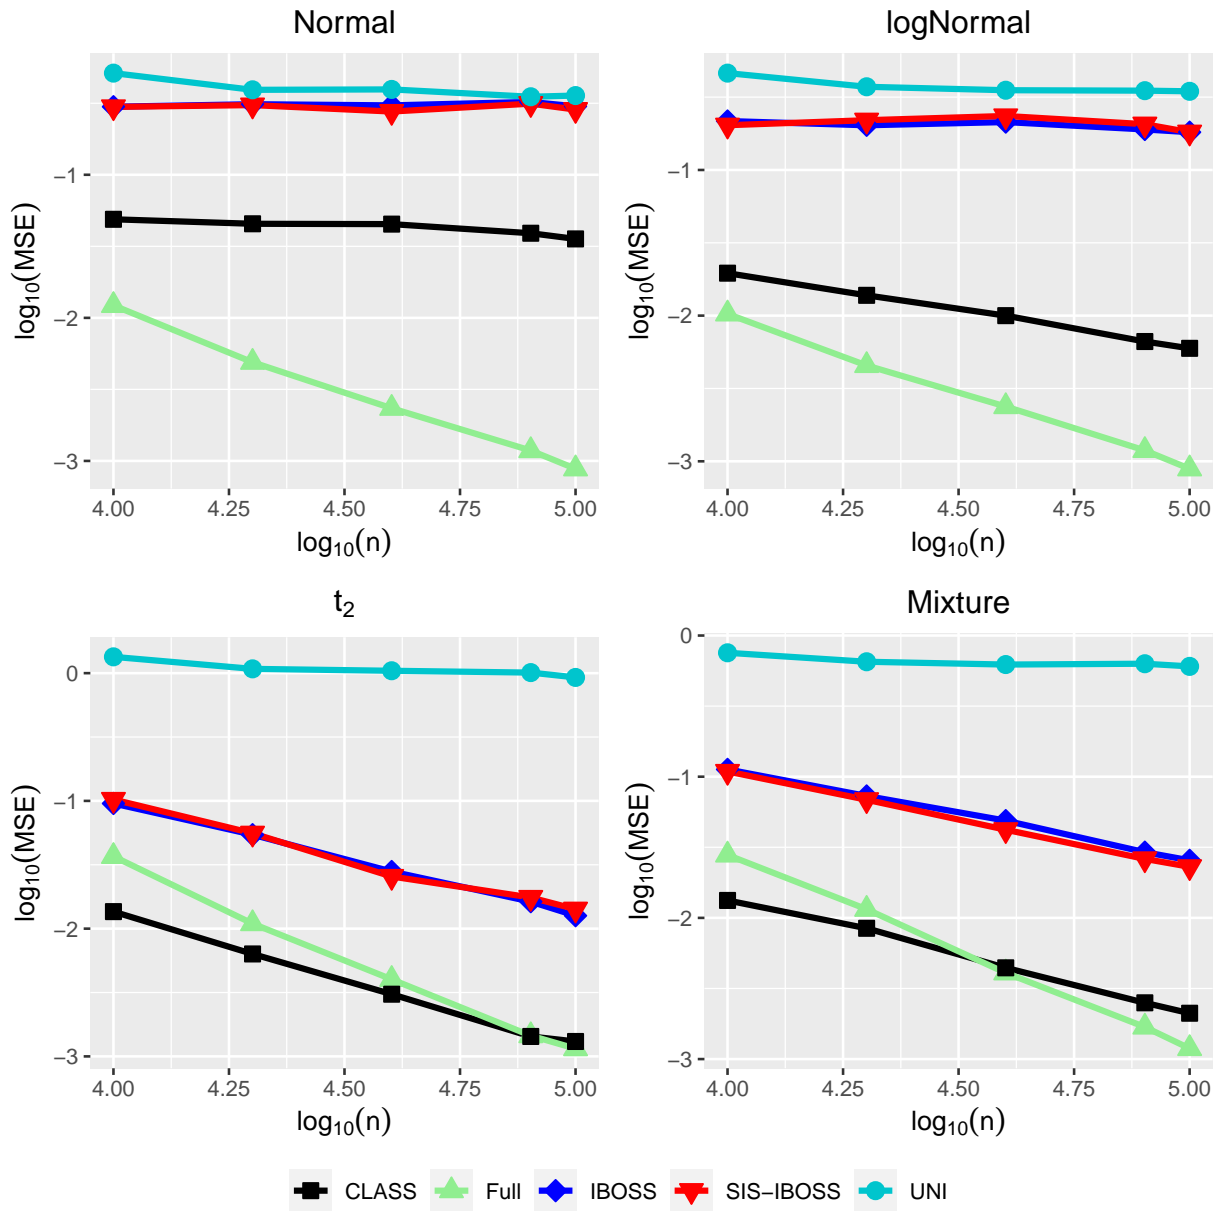 Normal
−1
−2
−3
log₁₀(MSE)
4.00 4.25 4.50 4.75 5.00
log₁₀(n)
logNormal
−1
−2
−3
log₁₀(MSE)
4.00 4.25 4.50 4.75 5.00
log₁₀(n)
t₂
0
−1
−2
−3
log₁₀(MSE)
4.00 4.25 4.50 4.75 5.00
log₁₀(n)
Mixture
0
−1
−2
−3
log₁₀(MSE)
4.00 4.25 4.50 4.75 5.00
log₁₀(n)
CLASS Full IBOSS SIS−IBOSS UNI